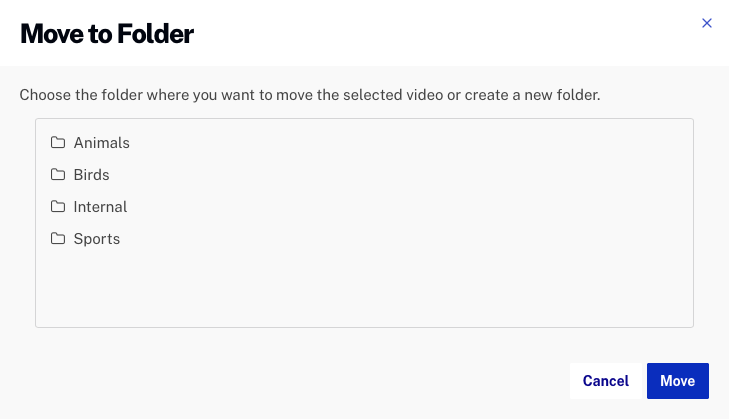 Move to Folder
Choose the folder where you want to move the selected video or create a new folder.
Animals
Birds
Internal
Sports
Cancel
Move